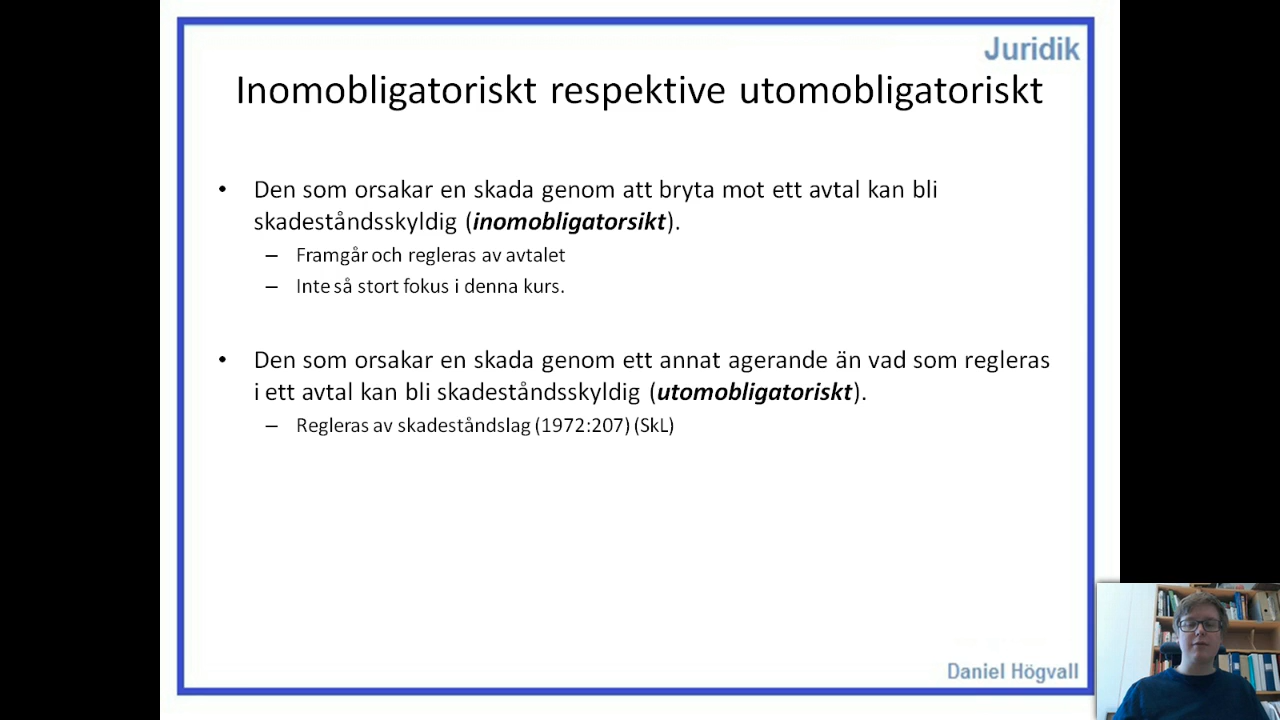 Juridik
Inomobligatoriskt respektive utomobligatoriskt
• Den som orsakar en skada genom att bryta mot ett avtal kan bli
skadeståndsskyldig (inomobligatorsikt).
– Framgår och regleras av avtalet
– Inte så stort fokus i denna kurs.
• Den som orsakar en skada genom ett annat agerande än vad som regleras
i ett avtal kan bli skadeståndsskyldig (utomobligatoriskt).
– Regleras av skadeståndslag (1972:207) (SkL)
Daniel Högvall